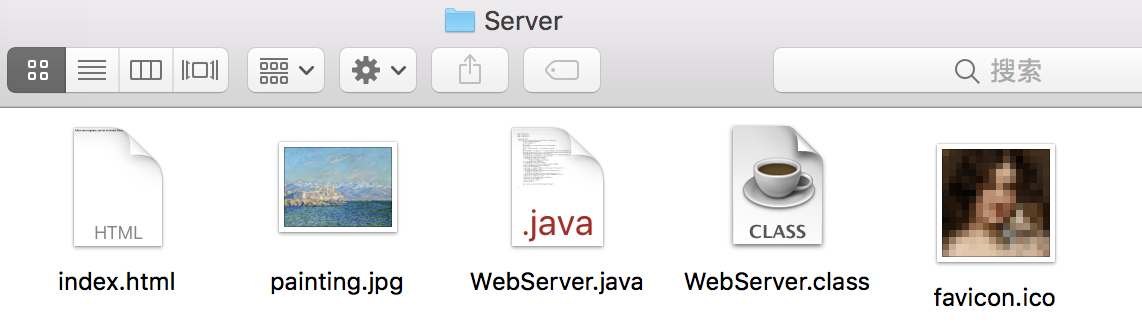 Server
搜索
HTML
.java
CLASS
index.html
painting.jpg
WebServer.java
WebServer.class
favicon.ico